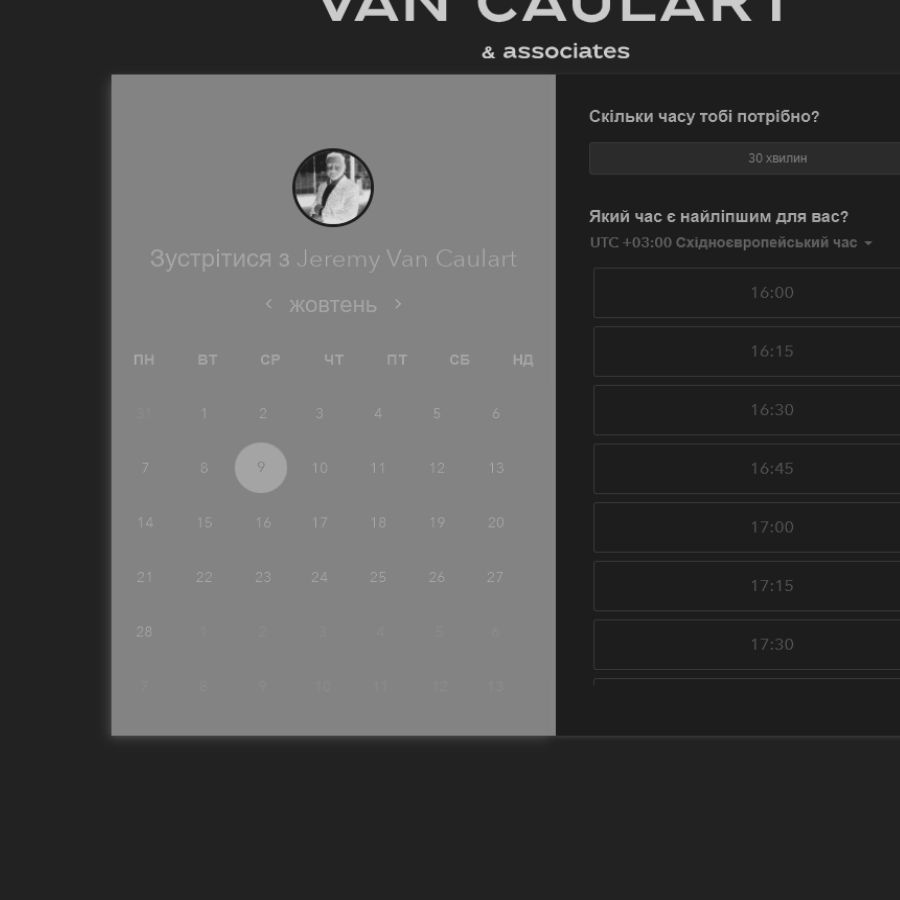 VAN CAULART
& associates
Зустрітися з Jeremy Van Caulart
жовтень
ПН ВТ СР ЧТ ПТ СБ НД
31 1 2 3 4 5 6
7 8 9 10 11 12 13
14 15 16 17 18 19 20
21 22 23 24 25 26 27
28 1 2 3 4 5 6
7 8 9 10 11 12 13
Скільки часу тобі потрібно?
30 хвилин
Який час є найліпшим для вас?
UTC +03:00 Східноєвропейський час
16:00
16:15
16:30
16:45
17:00
17:15
17:30